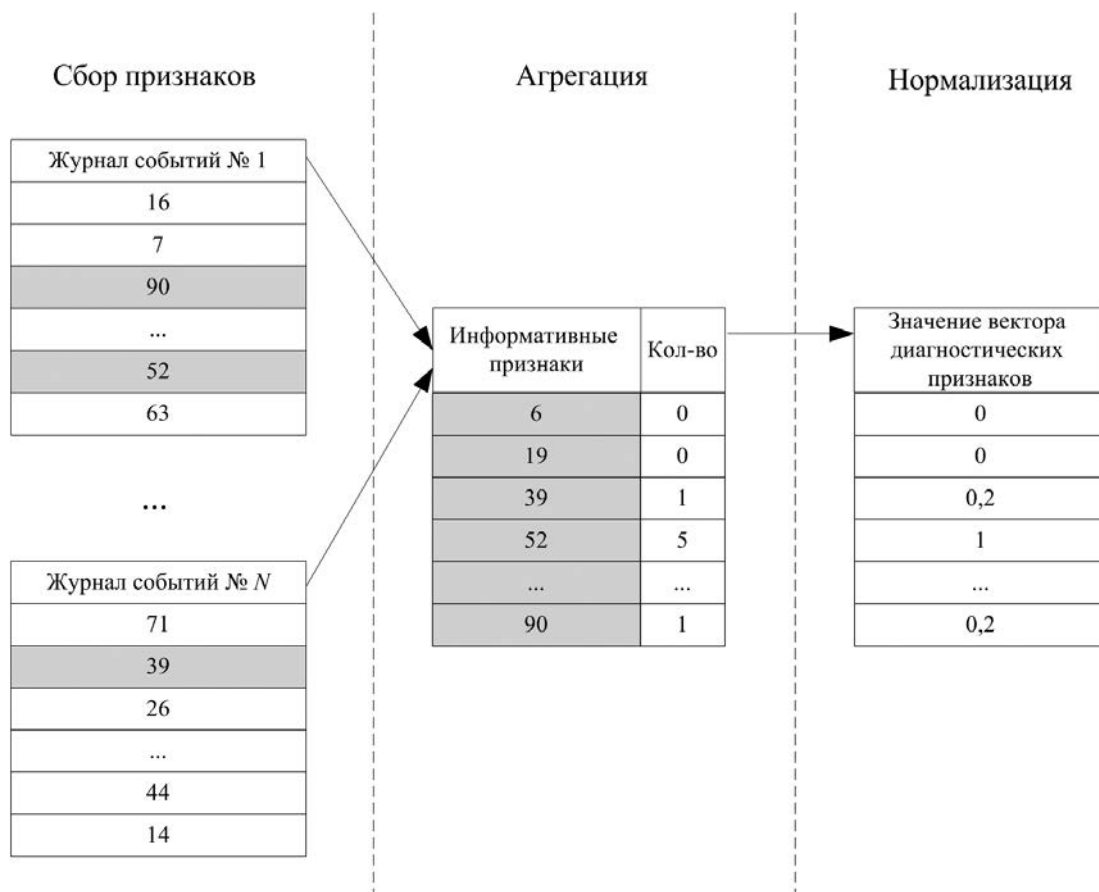 Сбор признаков
Журнал событий № 1
16
7
90
...
52
63
...
Журнал событий № N
71
39
26
...
44
14
Агрегация
Информативные
признаки
Кол-во
6 0
19 0
39 1
52 5
... ...
90 1
Нормализация
Значение вектора
диагностических
признаков
0
0
0,2
1
...
0,2